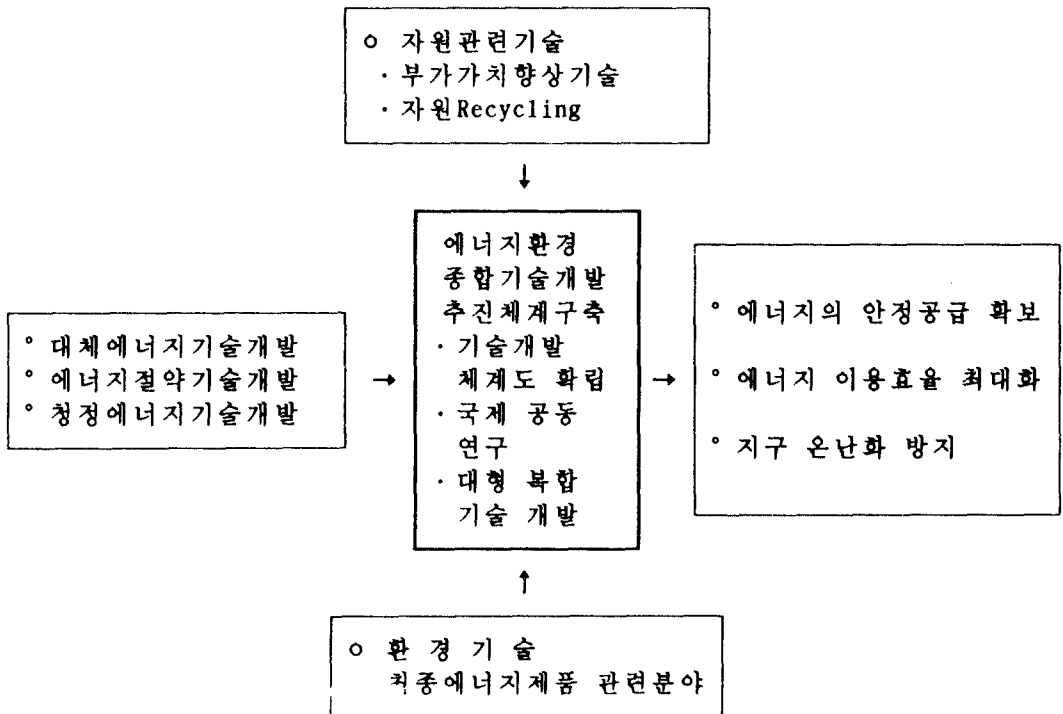 ○ 자원관련기술
· 부가가치향상기술
· 자원Recycling
↓
에너지환경
종합기술개발
추진체계구축
· 기술개발
체계도 확립
· 국제 공동
연구
· 대형 복합
기술 개발
° 대체에너지기술개발
° 에너지절약기술개발
° 청정에너지기술개발
→
→
° 에너지의 안정공급 확보
° 에너지 이용효율 최대화
° 지구 온난화 방지
↑
○ 환 경 기 술
최종에너지제품 관련분야